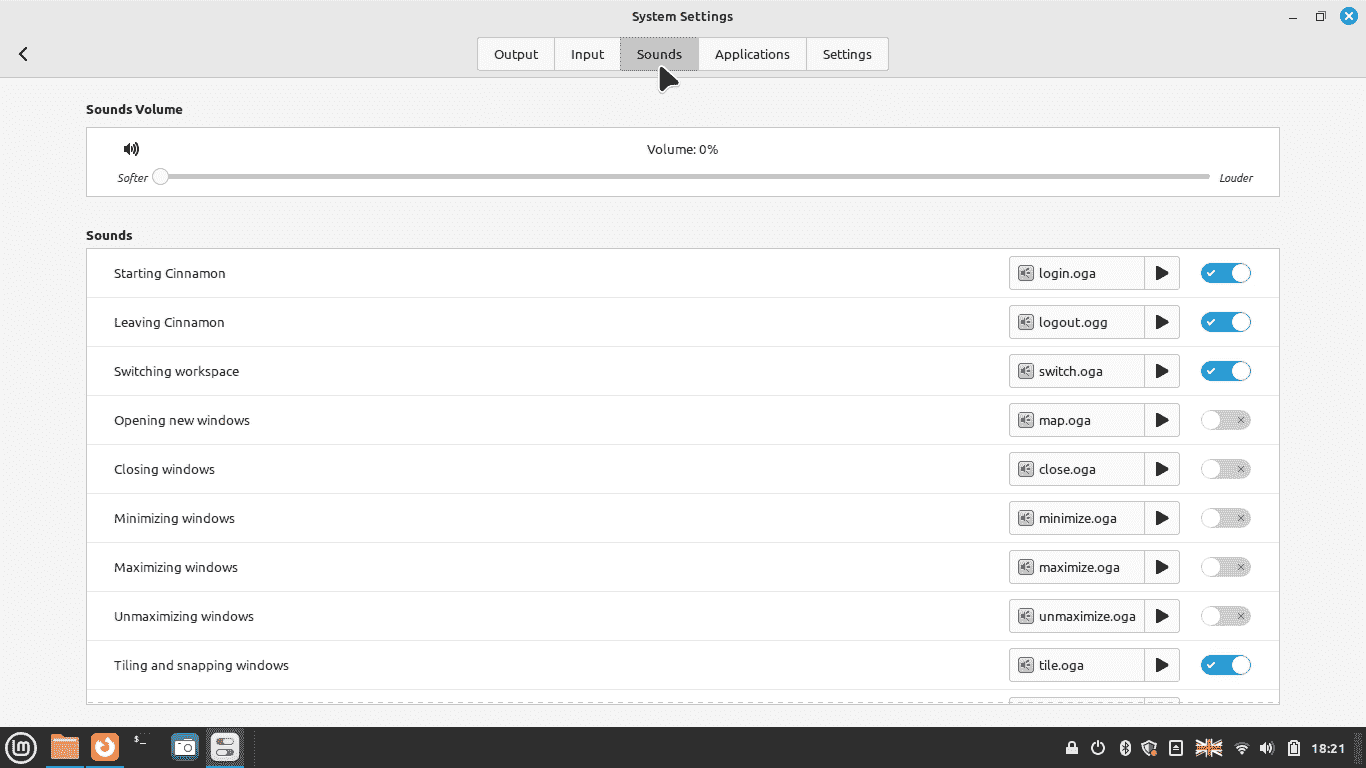 System Settings
Output Input Sounds Applications Settings
Sounds Volume
Volume: 0%
Softer Louder
Sounds
Starting Cinnamon login.oga
Leaving Cinnamon logout.ogg
Switching workspace switch.oga
Opening new windows map.oga
Closing windows close.oga
Minimizing windows minimize.oga
Maximizing windows maximize.oga
Unmaximizing windows unmaximize.oga
Tiling and snapping windows tile.oga
18:21